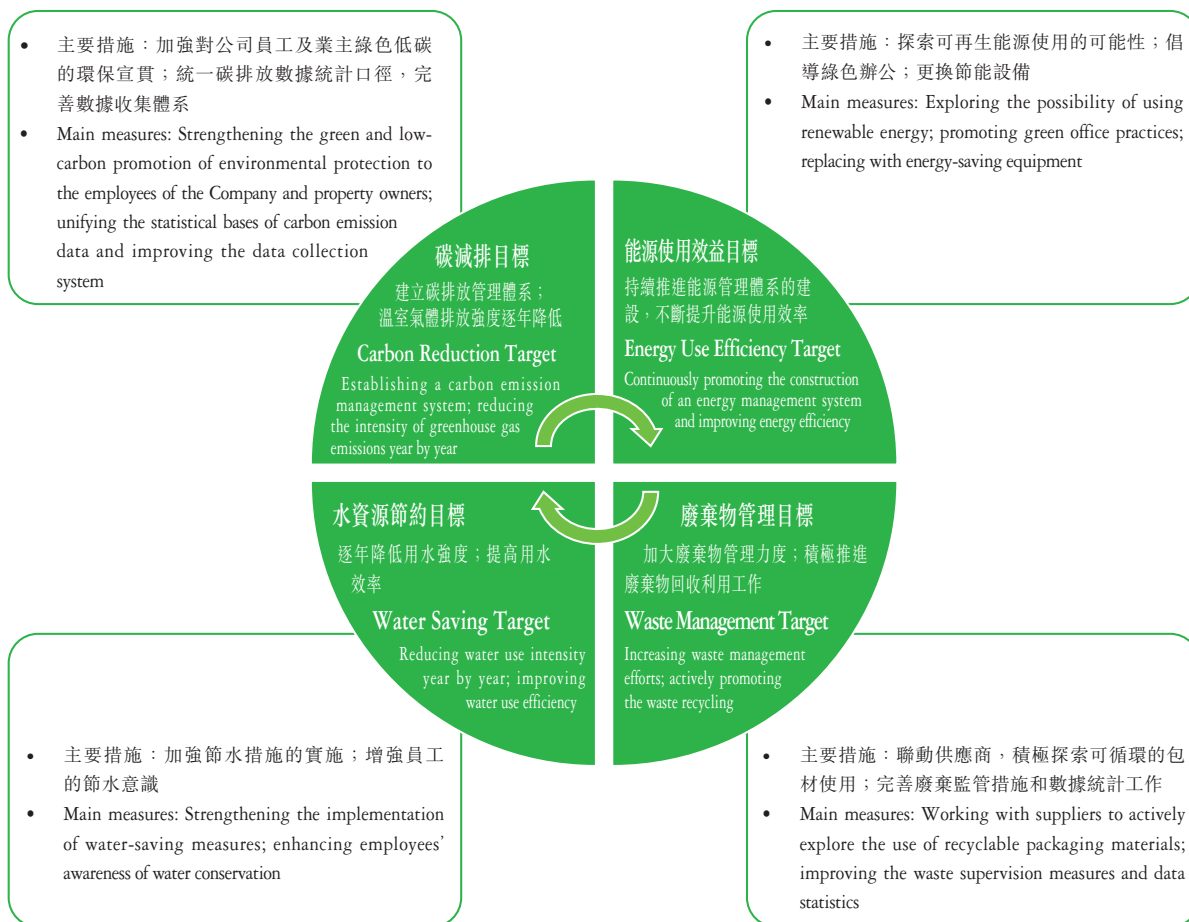 • 主要措施：加強對公司員工及業主綠色低碳
的環保宣貫；統一碳排放數據統計口徑，完
善數據收集體系
• Main measures: Strengthening the green and low-
carbon promotion of environmental protection to
the employees of the Company and property owners;
unifying the statistical bases of carbon emission
data and improving the data collection
system
• 主要措施：探索可再生能源使用的可能性；倡
導綠色辦公；更換節能設備
• Main measures: Exploring the possibility of using
renewable energy; promoting green office practices;
replacing with energy-saving equipment
碳減排目標
建立碳排放管理體系；
溫室氣體排放強度逐年降低
Carbon Reduction Target
Establishing a carbon emission
management system; reducing
the intensity of greenhouse gas
emissions year by year
能源使用效益目標
持續推進能源管理體系的建
設，不斷提升能源使用效率
Energy Use Efficiency Target
Continuously promoting the construction
of an energy management system
and improving energy efficiency
水資源節約目標
逐年降低用水強度；提高用水
效率
Water Saving Target
Reducing water use intensity
year by year; improving
water use efficiency
廢棄物管理目標
加大廢棄物管理力度；積極推進
廢棄物回收利用工作
Waste Management Target
Increasing waste management
efforts; actively promoting
the waste recycling
• 主要措施：加強節水措施的實施；增強員工
的節水意識
• Main measures: Strengthening the implementation
of water-saving measures; enhancing employees’
awareness of water conservation
• 主要措施：聯動供應商，積極探索可循環的包
材使用；完善廢棄監管措施和數據統計工作
• Main measures: Working with suppliers to actively
explore the use of recyclable packaging materials;
improving the waste supervision measures and data
statistics